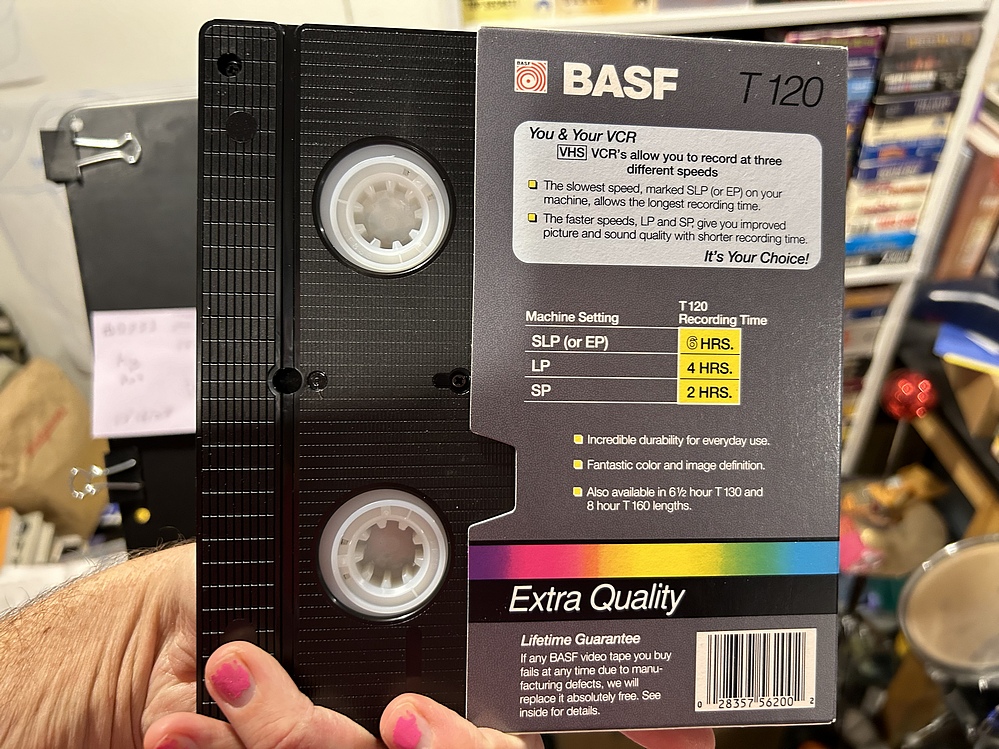 BASF
BASF
T 120
You & Your VCR
VHS VCR's allow you to record at three
different speeds
The slowest speed, marked SLP (or EP) on your
machine, allows the longest recording time.
The faster speeds, LP and SP, give you improved
picture and sound quality with shorter recording time.
It's Your Choice!
T 120
Machine Setting Recording Time
SLP (or EP) 6 HRS.
LP 4 HRS.
SP 2 HRS.
Incredible durability for everyday use.
Fantastic color and image definition.
Also available in 6½ hour T 130 and
8 hour T 160 lengths.
Extra Quality
Lifetime Guarantee
If any BASF video tape you buy
fails at any time due to manu-
facturing defects, we will
replace it absolutely free. See
inside for details.
0 28357 56200 2